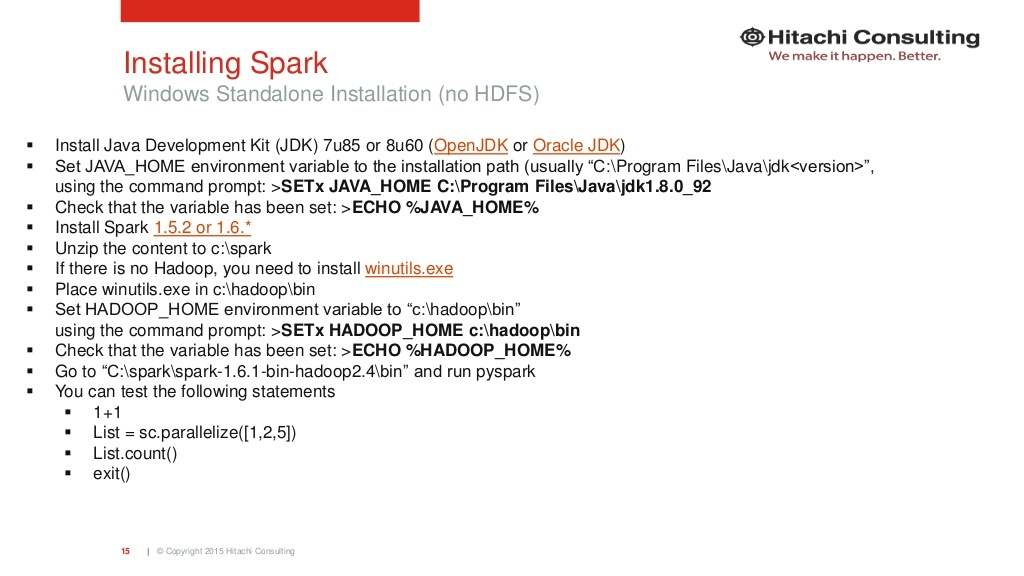 Hitachi Consulting
We make it happen. Better.
Installing Spark
Windows Standalone Installation (no HDFS)
▪ Install Java Development Kit (JDK) 7u85 or 8u60 (OpenJDK or Oracle JDK)
▪ Set JAVA_HOME environment variable to the installation path (usually “C:\Program Files\Java\jdk<version>”,
using the command prompt: >SETx JAVA_HOME C:\Program Files\Java\jdk1.8.0_92
▪ Check that the variable has been set: >ECHO %JAVA_HOME%
▪ Install Spark 1.5.2 or 1.6.*
▪ Unzip the content to c:\spark
▪ If there is no Hadoop, you need to install winutils.exe
▪ Place winutils.exe in c:\hadoop\bin
▪ Set HADOOP_HOME environment variable to “c:\hadoop\bin”
using the command prompt: >SETx HADOOP_HOME c:\hadoop\bin
▪ Check that the variable has been set: >ECHO %HADOOP_HOME%
▪ Go to “C:\spark\spark-1.6.1-bin-hadoop2.4\bin” and run pyspark
▪ You can test the following statements
▪ 1+1
▪ List = sc.parallelize([1,2,5])
▪ List.count()
▪ exit()
15 | © Copyright 2015 Hitachi Consulting